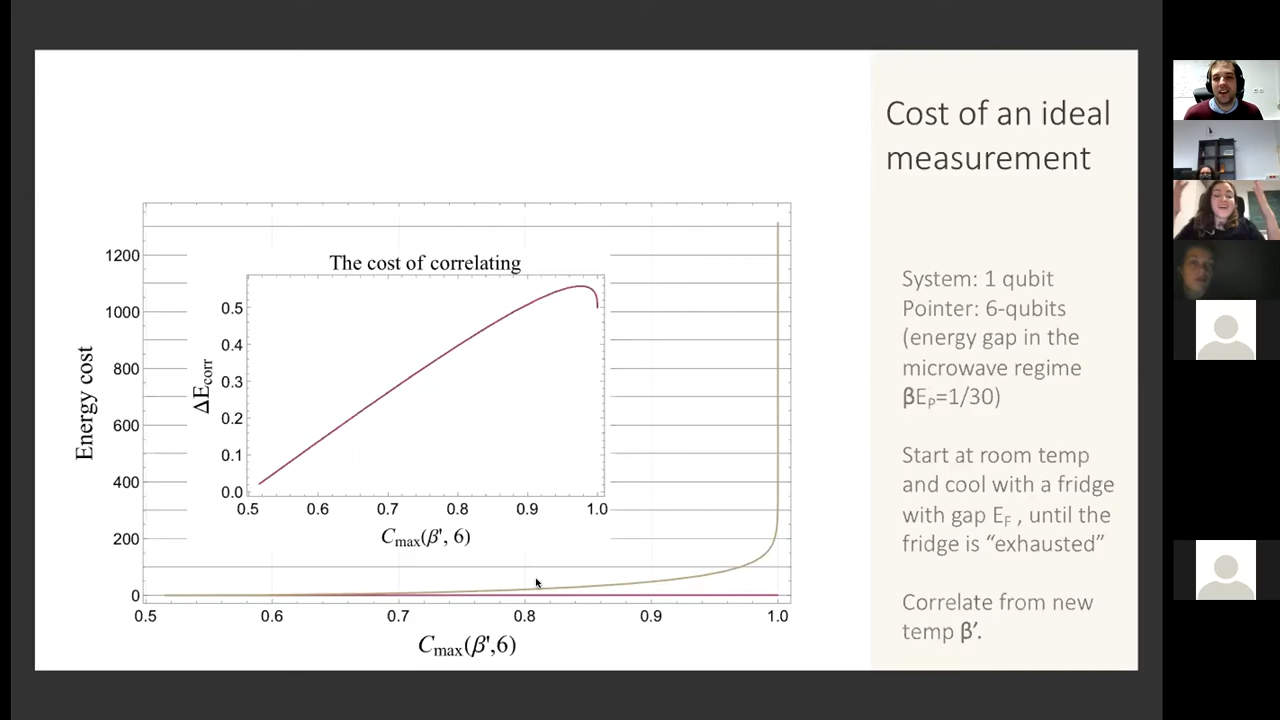 Cost of an ideal
measurement
System: 1 qubit
Pointer: 6-qubits
(energy gap in the
microwave regime
βE_P=1/30)
Start at room temp
and cool with a fridge
with gap E_F , until the
fridge is “exhausted”
Correlate from new
temp β’.
Energy cost
1200
1000
800
600
400
200
0
0.5 0.6 0.7 0.8 0.9 1.0
C_max(β',6)
The cost of correlating
ΔE_corr
0.5
0.4
0.3
0.2
0.1
0.0
0.5 0.6 0.7 0.8 0.9 1.0
C_max(β', 6)